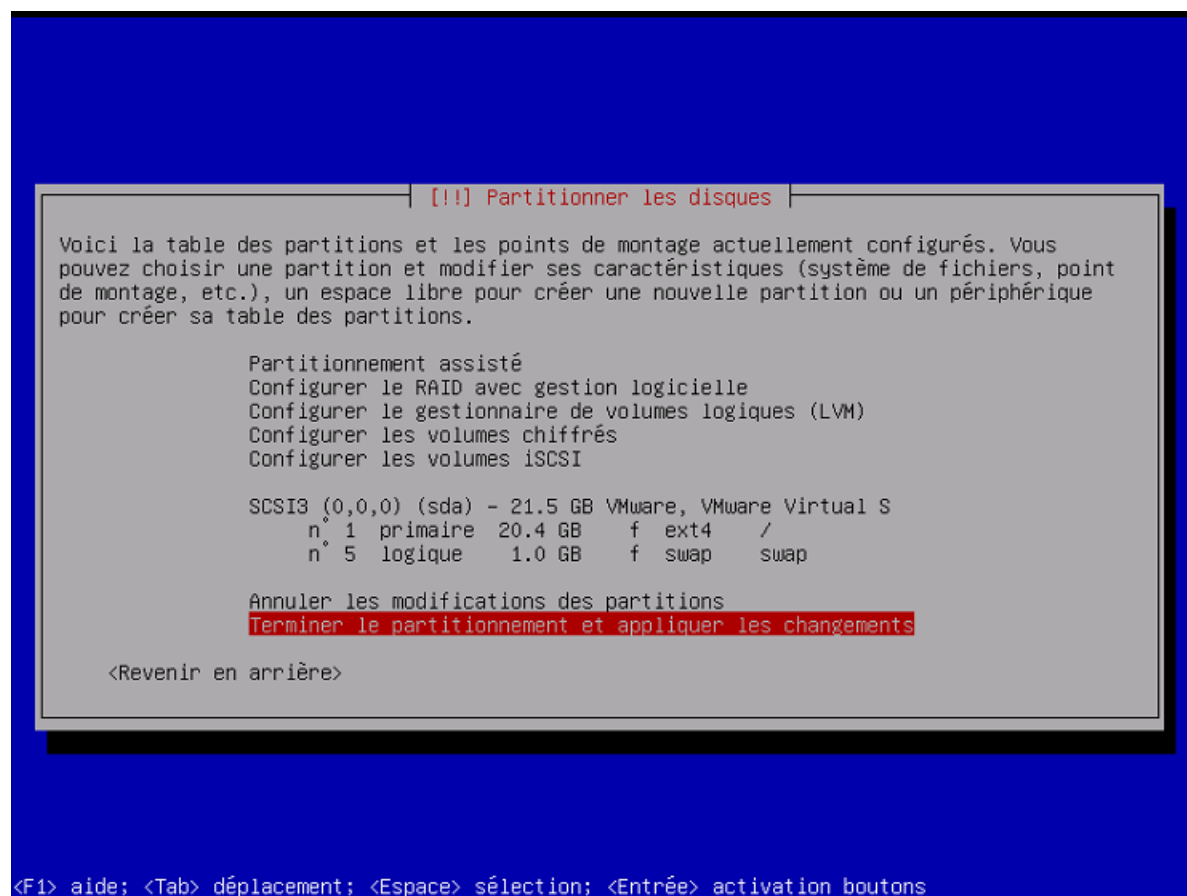 [!!] Partitionner les disques
Voici la table des partitions et les points de montage actuellement configurés. Vous
pouvez choisir une partition et modifier ses caractéristiques (système de fichiers, point
de montage, etc.), un espace libre pour créer une nouvelle partition ou un périphérique
pour créer sa table des partitions.
Partitionnement assisté
Configurer le RAID avec gestion logicielle
Configurer le gestionnaire de volumes logiques (LVM)
Configurer les volumes chiffrés
Configurer les volumes iSCSI
SCSI3 (0,0,0) (sda) – 21.5 GB VMware, VMware Virtual S
n° 1 primaire 20.4 GB f ext4 /
n° 5 logique 1.0 GB f swap swap
Annuler les modifications des partitions
Terminer le partitionnement et appliquer les changements
<Revenir en arrière>
<F1> aide; <Tab> déplacement; <Espace> sélection; <Entrée> activation boutons